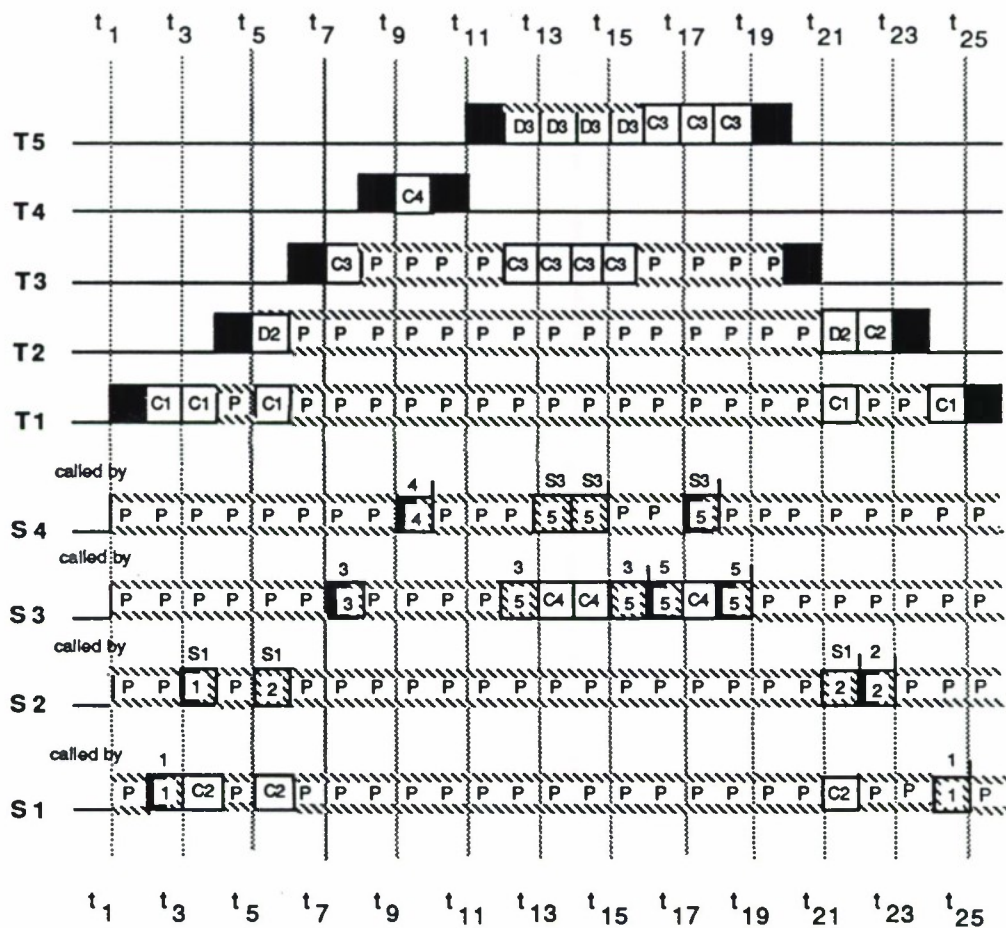 t1 t3 t5 t7 t9 t11 t13 t15 t17 t19 t21 t23 t25
T5 D3 D3 D3 D3 C3 C3 C3
T4 C4
T3 C3 P P P P C3 C3 C3 C3 P P P P
T2 D2 P P P P P P P P P P P P P P P D2 C2
T1 C1 C1 P C1 P P P P P P P P P P P P P P P C1 P P C1
called by 4 S3 S3 S3
S4 P P P P P P P P 4 P P P 5 5 P P 5 P P P P P P P P
called by 3 3 3 5 5
S3 P P P P P P 3 P P P P 5 C4 C4 5 5 C4 5 P P P P P P P
called by S1 S1 S1 2
S2 P P 1 P 2 P P P P P P P P P P P P P P P 2 2 P P P
called by 1 1
S1 P 1 C2 P C2 P P P P P P P P P P P P P P P C2 P P 1 P
t1 t3 t5 t7 t9 t11 t13 t15 t17 t19 t21 t23 t25